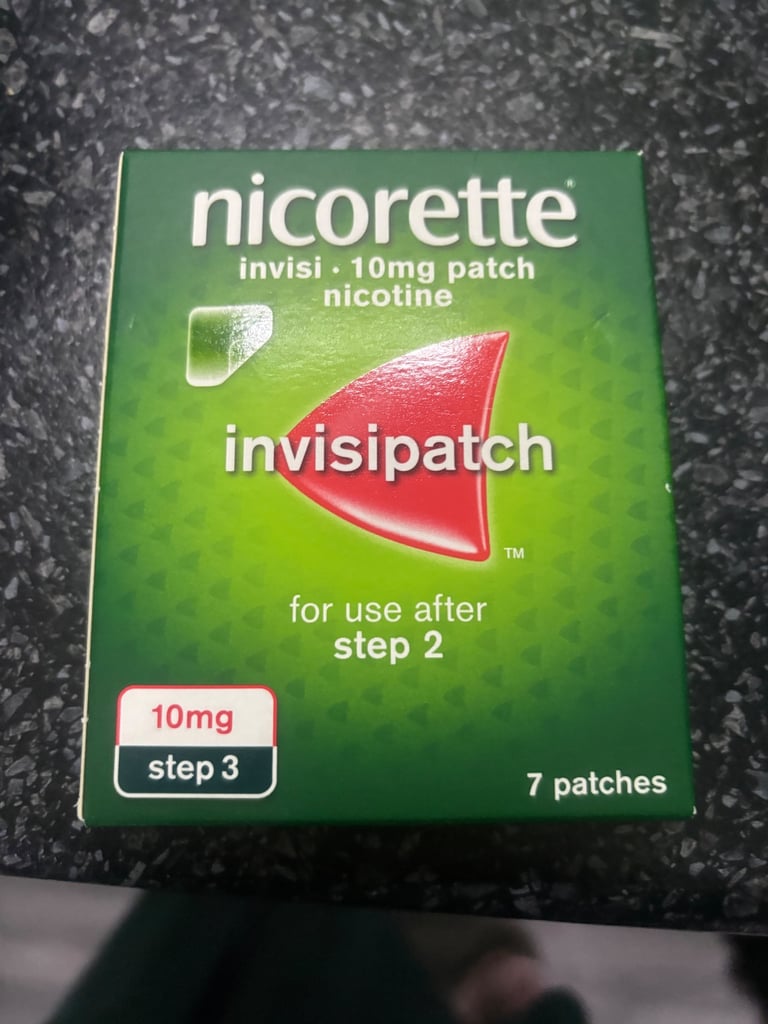 nicorette®
invisi · 10mg patch
nicotine
invisipatch
™
for use after
step 2
10mg
step 3
7 patches